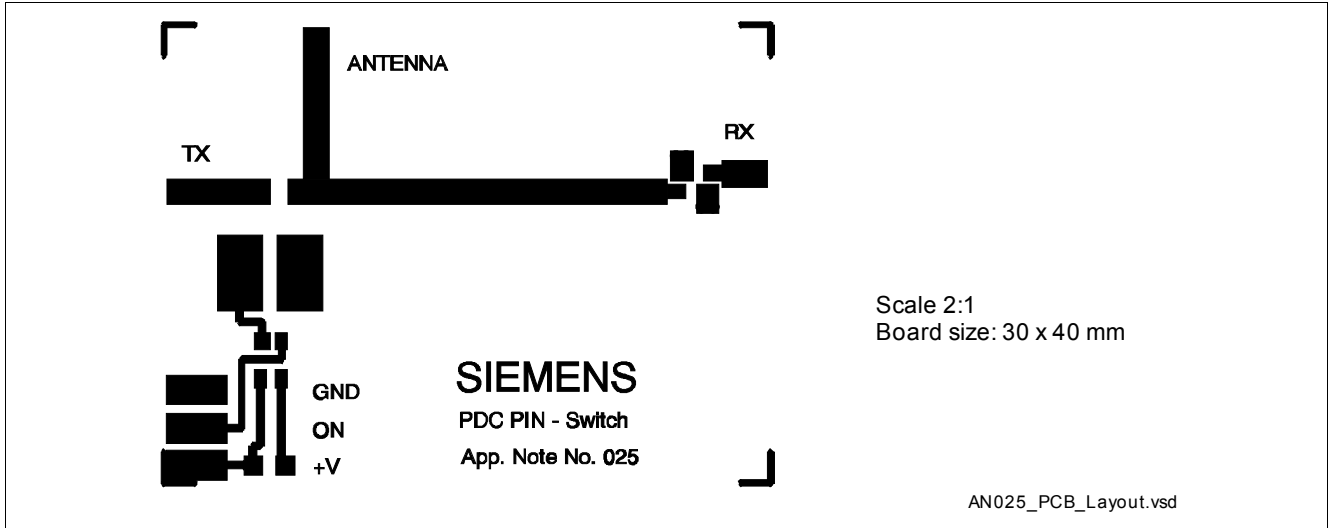 ANTENNA
RX
TX
Scale 2:1
Board size: 30 x 40 mm
SIEMENS
GND
PDC PIN - Switch
ON
App. Note No. 025
+V
AN025_PCB_Layout.vsd